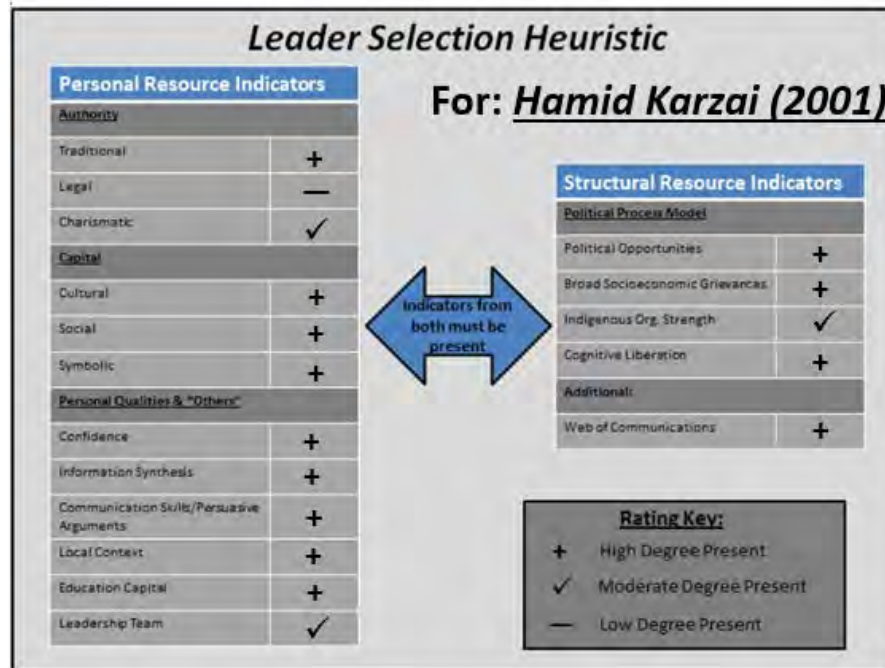 Leader Selection Heuristic
For: Hamid Karzai (2001)
Personal Resource Indicators
Authority
Traditional +
Legal —
Charismatic ✓
Capital
Cultural +
Social +
Symbolic +
Personal Qualities & "Others"
Confidence +
Information Synthesis +
Communication Skills/Persuasive
Arguments +
Local Context +
Education Capital +
Leadership Team ✓
Indicators from
both must be
present
Structural Resource Indicators
Political Process Model
Political Opportunities +
Broad Socioeconomic Grievances +
Indigenous Org. Strength ✓
Cognitive Liberation +
Additional:
Web of Communications +
Rating Key:
+ High Degree Present
✓ Moderate Degree Present
— Low Degree Present